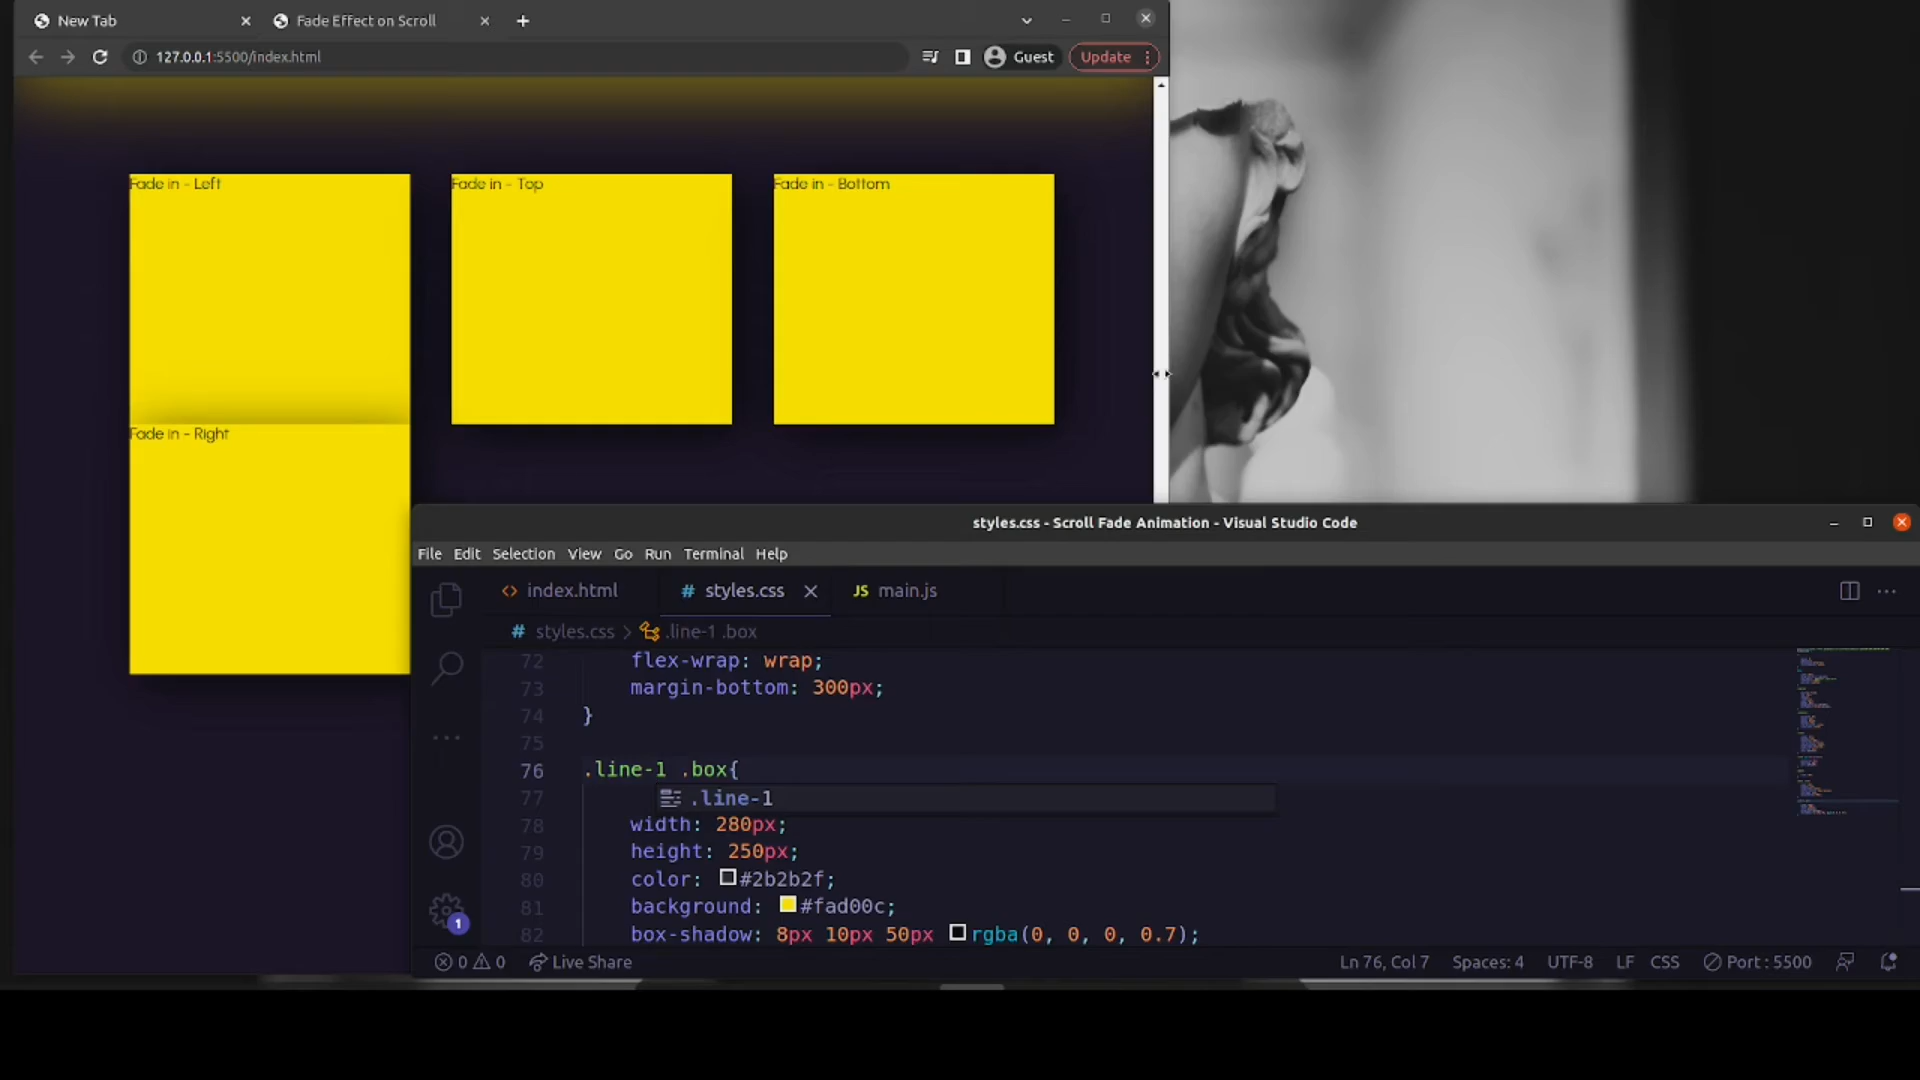 New Tab
Fade Effect on Scroll
127.0.0.1:5500/index.html
Guest
Update
Fade in - Left
Fade in - Top
Fade in - Bottom
Fade in - Right
styles.css - Scroll Fade Animation - Visual Studio Code
File Edit Selection View Go Run Terminal Help
<> index.html
# styles.css
JS main.js
# styles.css > .line-1 .box
72 flex-wrap: wrap;
73 margin-bottom: 300px;
74 }
75
76 .line-1 .box{
77 .line-1
78 width: 280px;
79 height: 250px;
80 color: #2b2b2f;
81 background: #fad00c;
82 box-shadow: 8px 10px 50px rgba(0, 0, 0, 0.7);
1
0 0 Live Share
Ln 76, Col 7 Spaces: 4 UTF-8 LF CSS Port : 5500